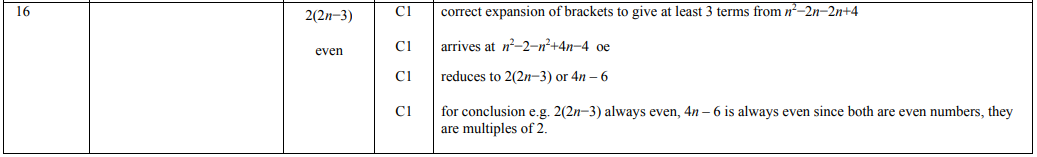 16 2(2n−3) C1 correct expansion of brackets to give at least 3 terms from n²−2n−2n+4
even C1 arrives at n²−2−n²+4n−4 oe
C1 reduces to 2(2n−3) or 4n – 6
C1 for conclusion e.g. 2(2n−3) always even, 4n – 6 is always even since both are even numbers, they
are multiples of 2.